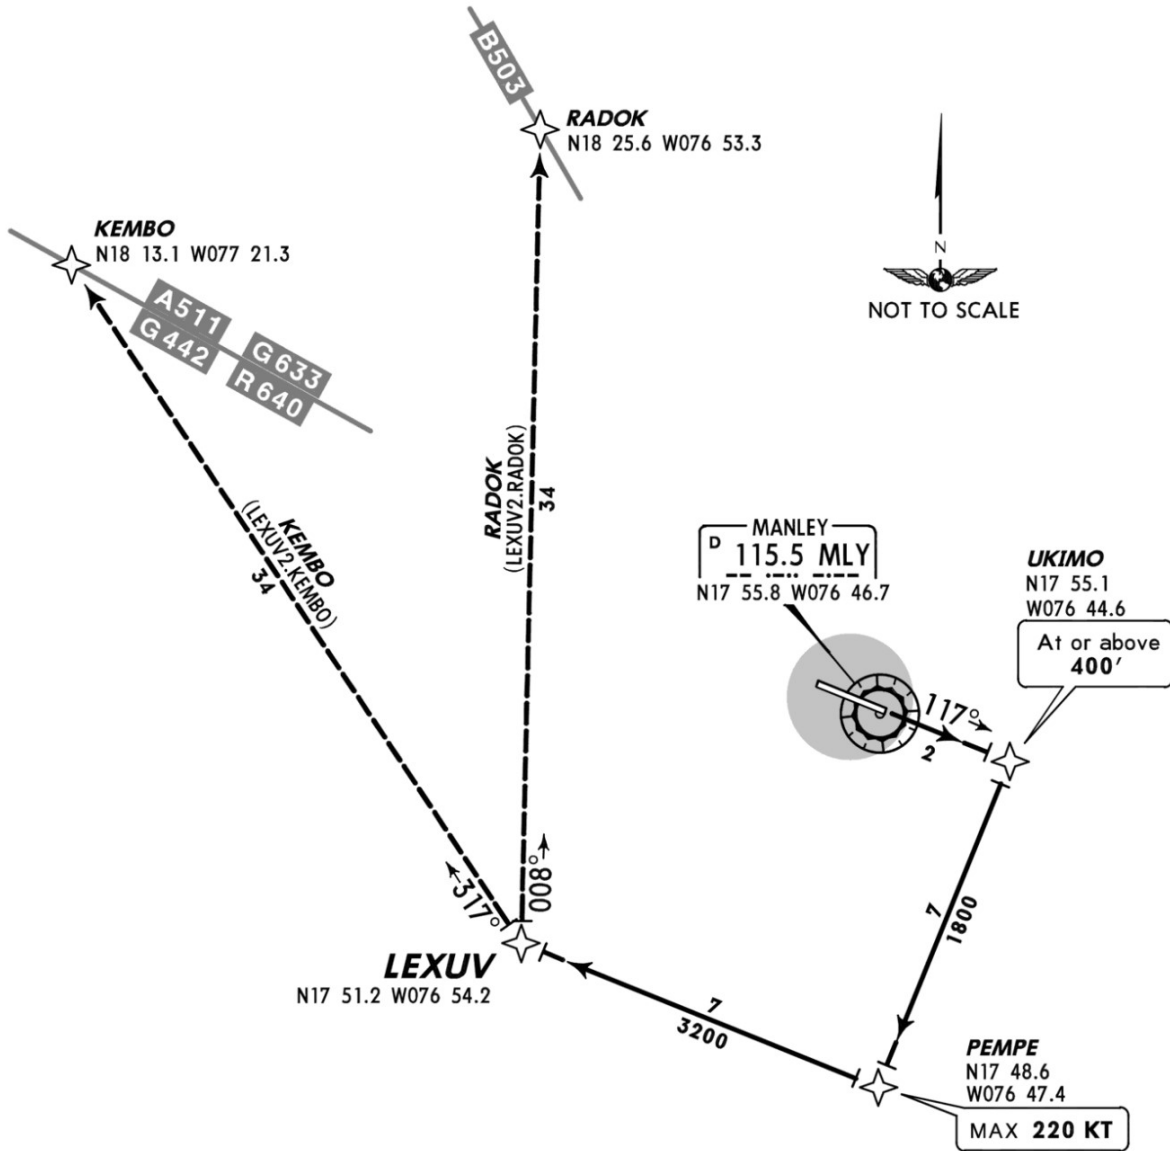 B503
RADOK
N18 25.6 W076 53.3
KEMBO
N18 13.1 W077 21.3
A511
G442
G633
R640
N
NOT TO SCALE
KEMBO
(LEXUV2.KEMBO)
34
RADOK
(LEXUV2.RADOK)
34
MANLEY
D 115.5 MLY
N17 55.8 W076 46.7
UKIMO
N17 55.1
W076 44.6
At or above
400'
117°
2
7
1800
317°
008°
LEXUV
N17 51.2 W076 54.2
7
3200
PEMPE
N17 48.6
W076 47.4
MAX 220 KT